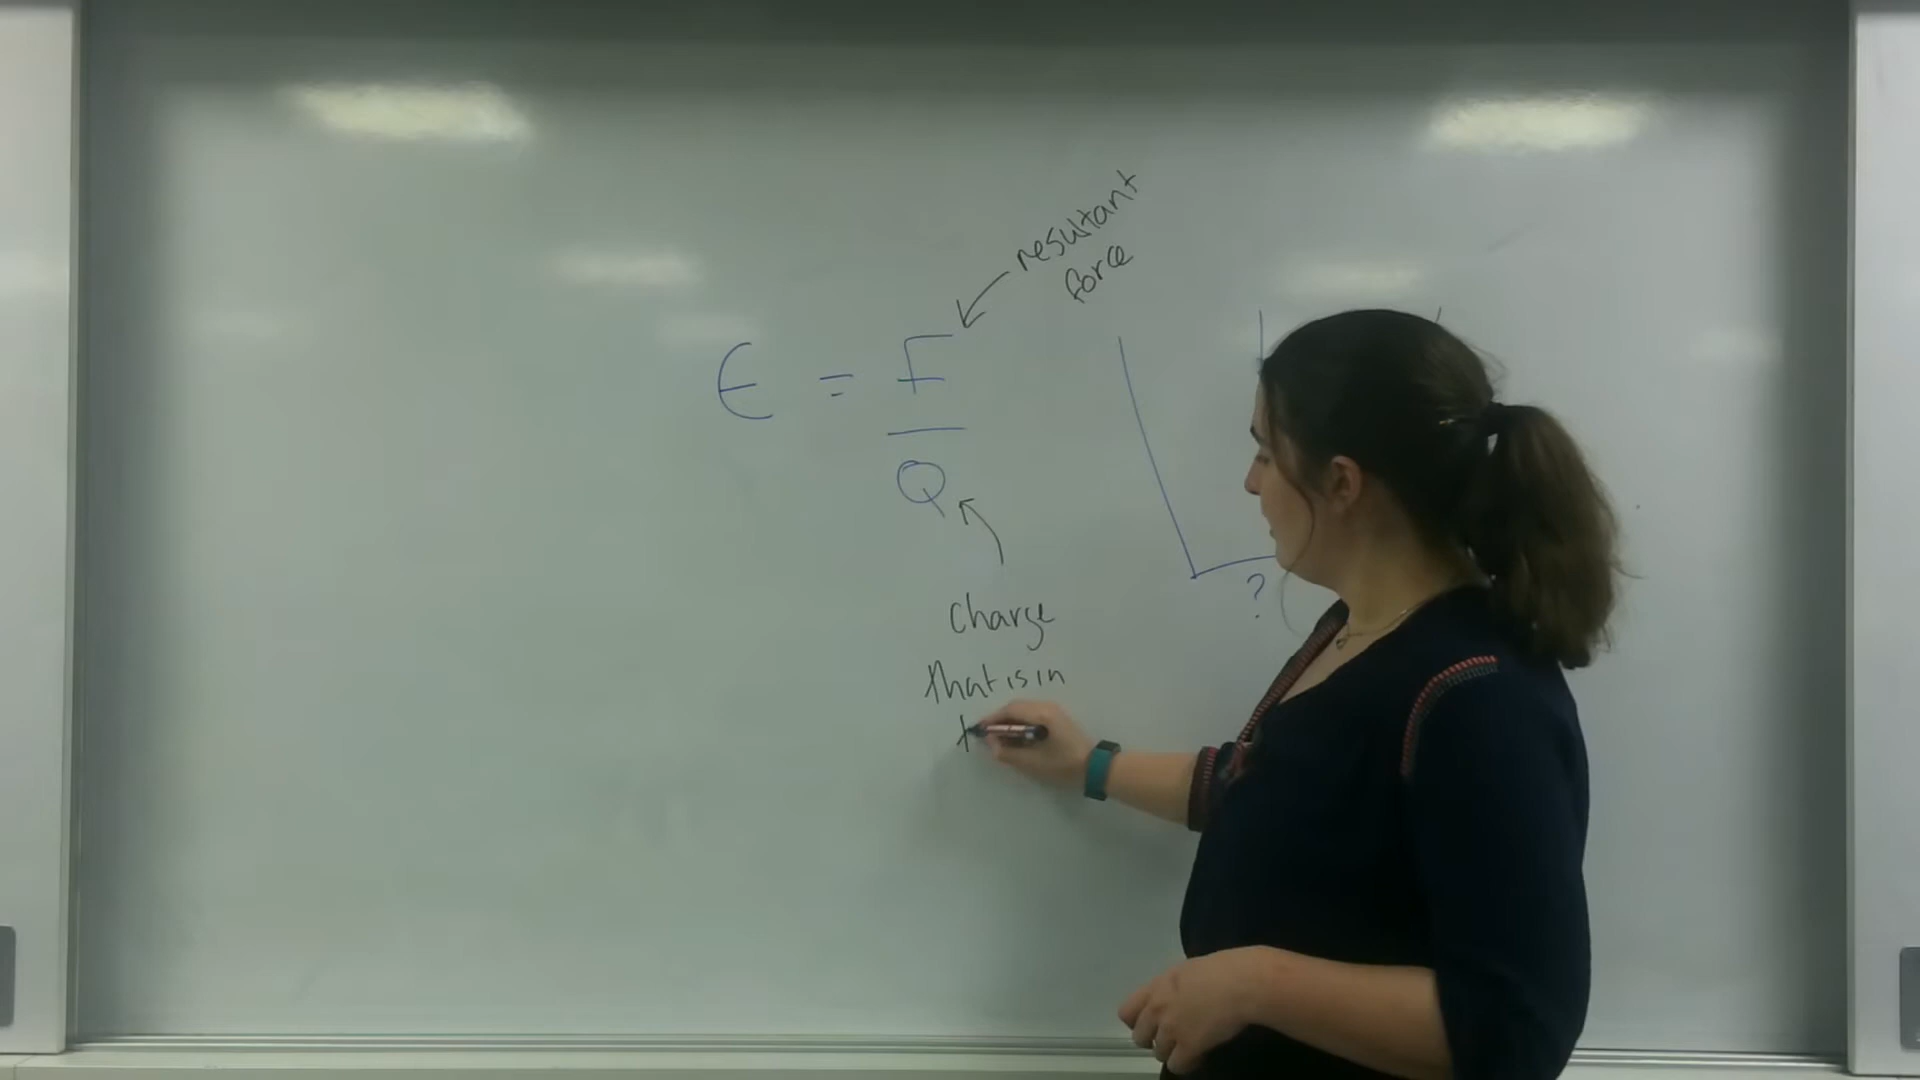 resultant
force
E = F
Q
?
charge
that is in
t